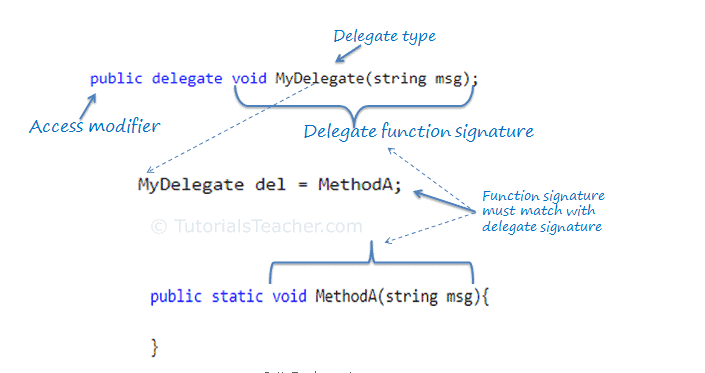 Delegate type
public delegate void MyDelegate(string msg);
Access modifier
Delegate function signature
MyDelegate del = MethodA;
Function signature
must match with
delegate signature
© TutorialsTeacher.com
public static void MethodA(string msg){
}